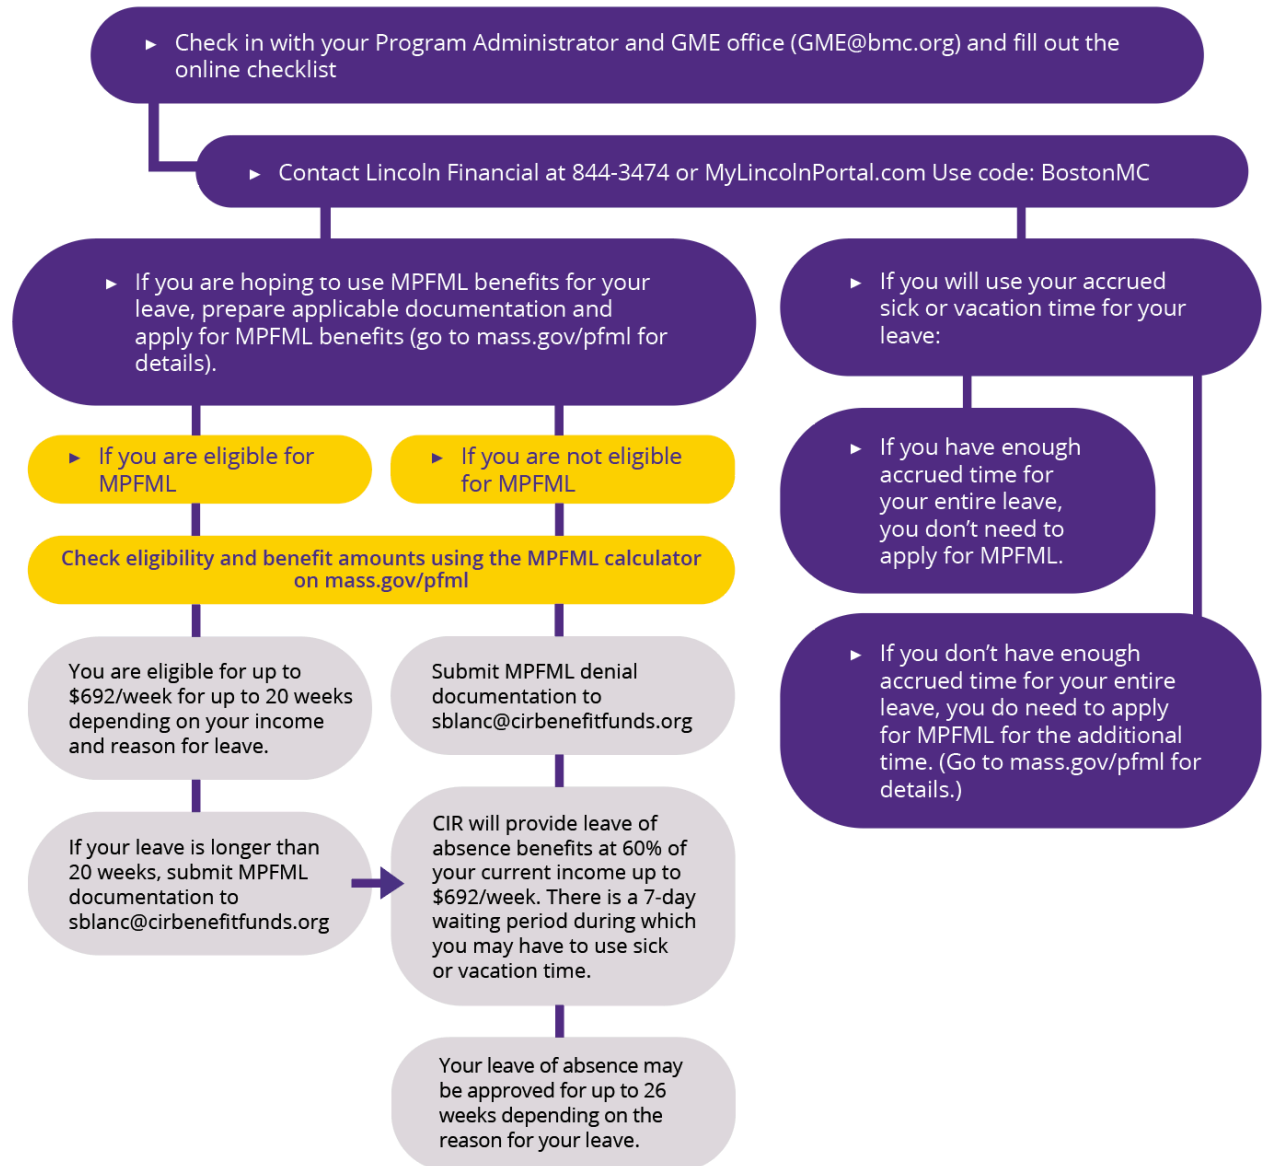 ► Check in with your Program Administrator and GME office (GME@bmc.org) and fill out the
online checklist
► Contact Lincoln Financial at 844-3474 or MyLincolnPortal.com Use code: BostonMC
► If you are hoping to use MPFML benefits for your
leave, prepare applicable documentation and
apply for MPFML benefits (go to mass.gov/pfml for
details).
► If you are eligible for
MPFML
► If you are not eligible
for MPFML
Check eligibility and benefit amounts using the MPFML calculator
on mass.gov/pfml
You are eligible for up to
$692/week for up to 20 weeks
depending on your income
and reason for leave.
If your leave is longer than
20 weeks, submit MPFML
documentation to
sblanc@cirbenefitfunds.org
Submit MPFML denial
documentation to
sblanc@cirbenefitfunds.org
CIR will provide leave of
absence benefits at 60% of
your current income up to
$692/week. There is a 7-day
waiting period during which
you may have to use sick
or vacation time.
Your leave of absence may
be approved for up to 26
weeks depending on the
reason for your leave.
► If you will use your accrued
sick or vacation time for your
leave:
► If you have enough
accrued time for
your entire leave,
you don’t need to
apply for MPFML.
► If you don’t have enough
accrued time for your entire
leave, you do need to apply
for MPFML for the additional
time. (Go to mass.gov/pfml for
details.)